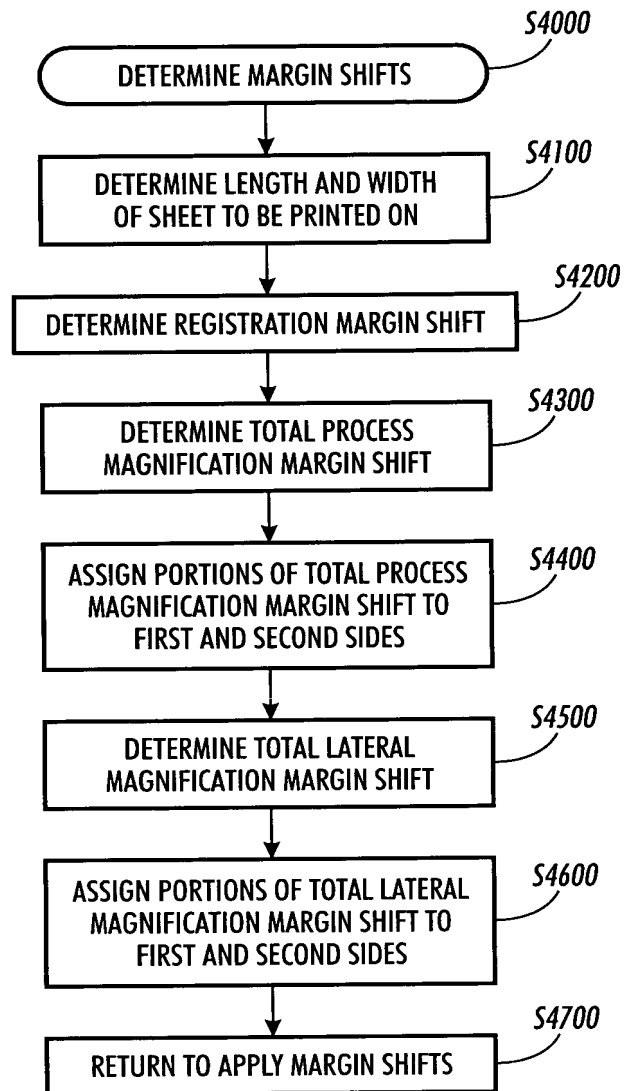 S4000
DETERMINE MARGIN SHIFTS
S4100
DETERMINE LENGTH AND WIDTH
OF SHEET TO BE PRINTED ON
S4200
DETERMINE REGISTRATION MARGIN SHIFT
S4300
DETERMINE TOTAL PROCESS
MAGNIFICATION MARGIN SHIFT
S4400
ASSIGN PORTIONS OF TOTAL PROCESS
MAGNIFICATION MARGIN SHIFT TO
FIRST AND SECOND SIDES
S4500
DETERMINE TOTAL LATERAL
MAGNIFICATION MARGIN SHIFT
S4600
ASSIGN PORTIONS OF TOTAL LATERAL
MAGNIFICATION MARGIN SHIFT TO
FIRST AND SECOND SIDES
S4700
RETURN TO APPLY MARGIN SHIFTS